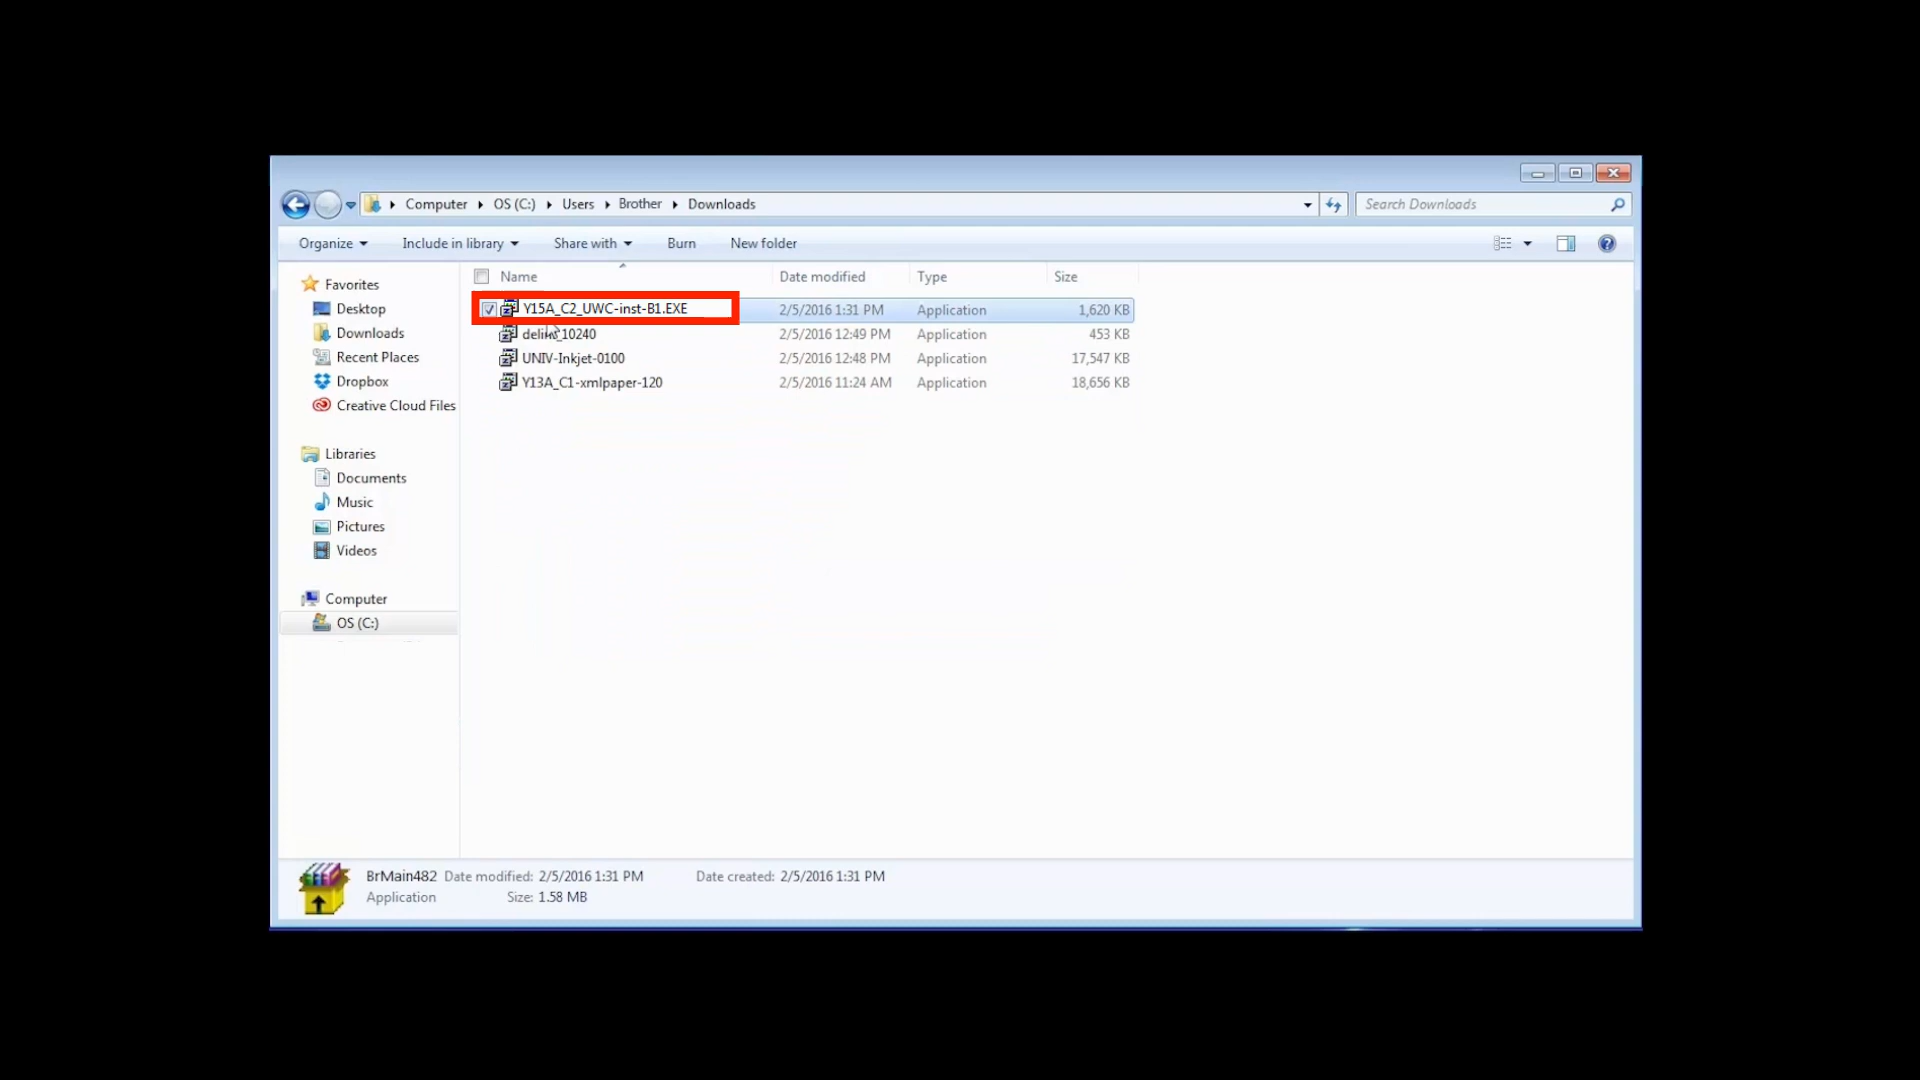 Computer OS (C:) Users Brother Downloads Search Downloads
Organize Include in library Share with Burn New folder
Name Date modified Type Size
Favorites
Desktop
Downloads
Recent Places
Dropbox
Creative Cloud Files
Libraries
Documents
Music
Pictures
Videos
Computer
OS (C:)
Y15A_C2_UWC-inst-B1.EXE 2/5/2016 1:31 PM Application 1,620 KB
2/5/2016 12:49 PM Application 453 KB
UNIV-Inkjet-0100 2/5/2016 12:48 PM Application 17,547 KB
Y13A_C1-xmlpaper-120 2/5/2016 11:24 AM Application 18,656 KB
BrMain482 Date modified: 2/5/2016 1:31 PM Date created: 2/5/2016 1:31 PM
Application Size: 1.58 MB